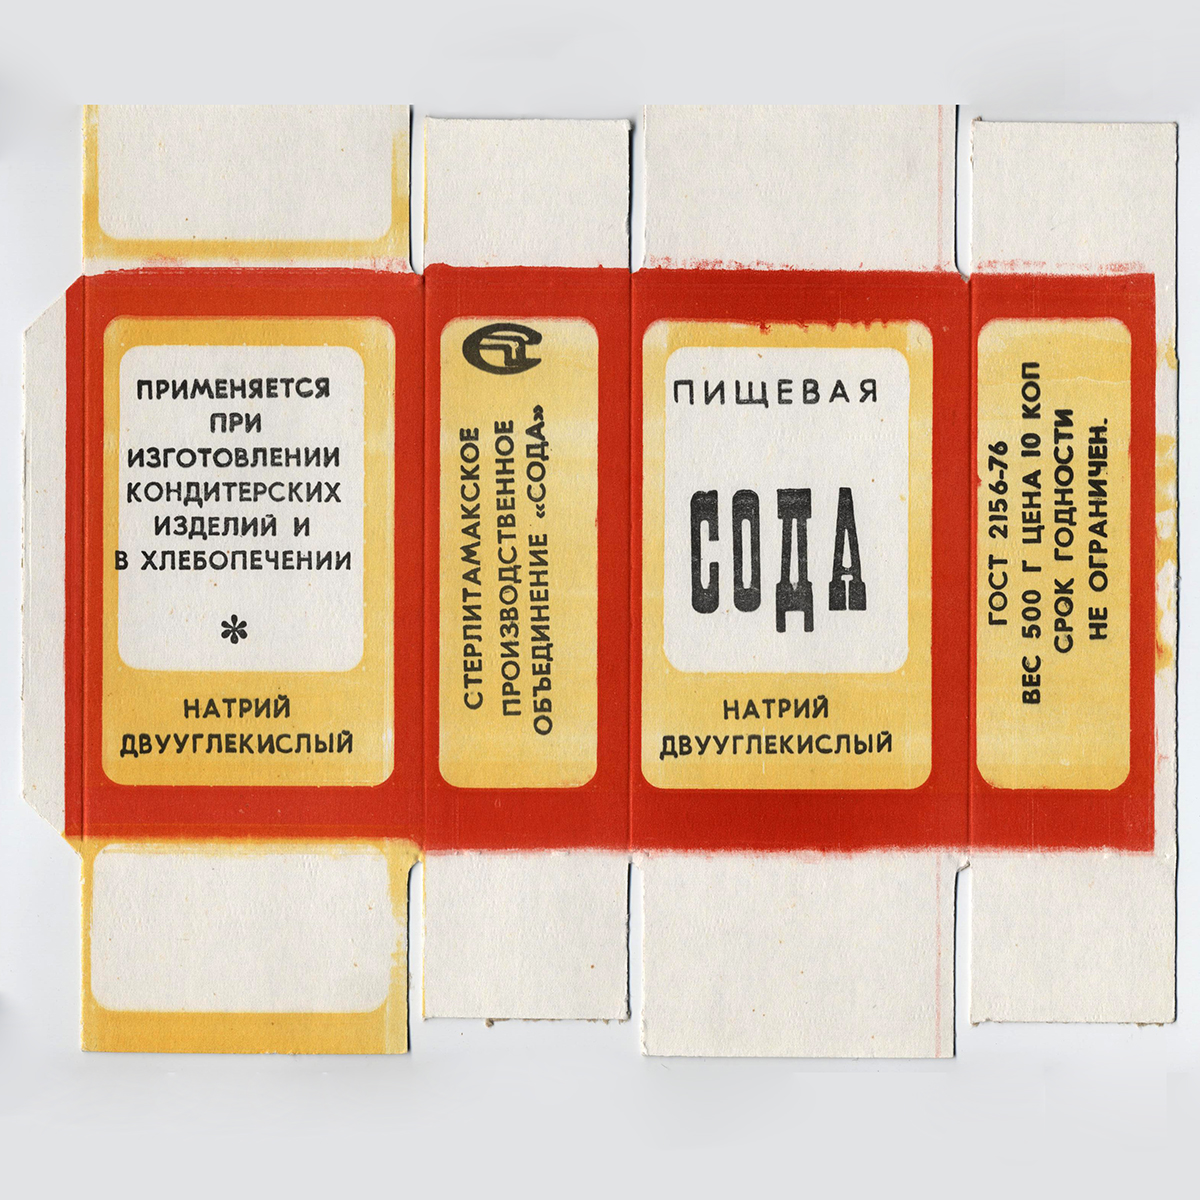 ПРИМЕНЯЕТСЯ
ПРИ
ИЗГОТОВЛЕНИИ
КОНДИТЕРСКИХ
ИЗДЕЛИЙ И
В ХЛЕБОПЕЧЕНИИ
*
НАТРИЙ
ДВУУГЛЕКИСЛЫЙ
СТЕРЛИТАМАКСКОЕ
ПРОИЗВОДСТВЕННОЕ
ОБЪЕДИНЕНИЕ «СОДА»
ПИЩЕВАЯ
СОДА
НАТРИЙ
ДВУУГЛЕКИСЛЫЙ
ГОСТ 2156-76
ВЕС 500 Г ЦЕНА 10 КОП
СРОК ГОДНОСТИ
НЕ ОГРАНИЧЕН.